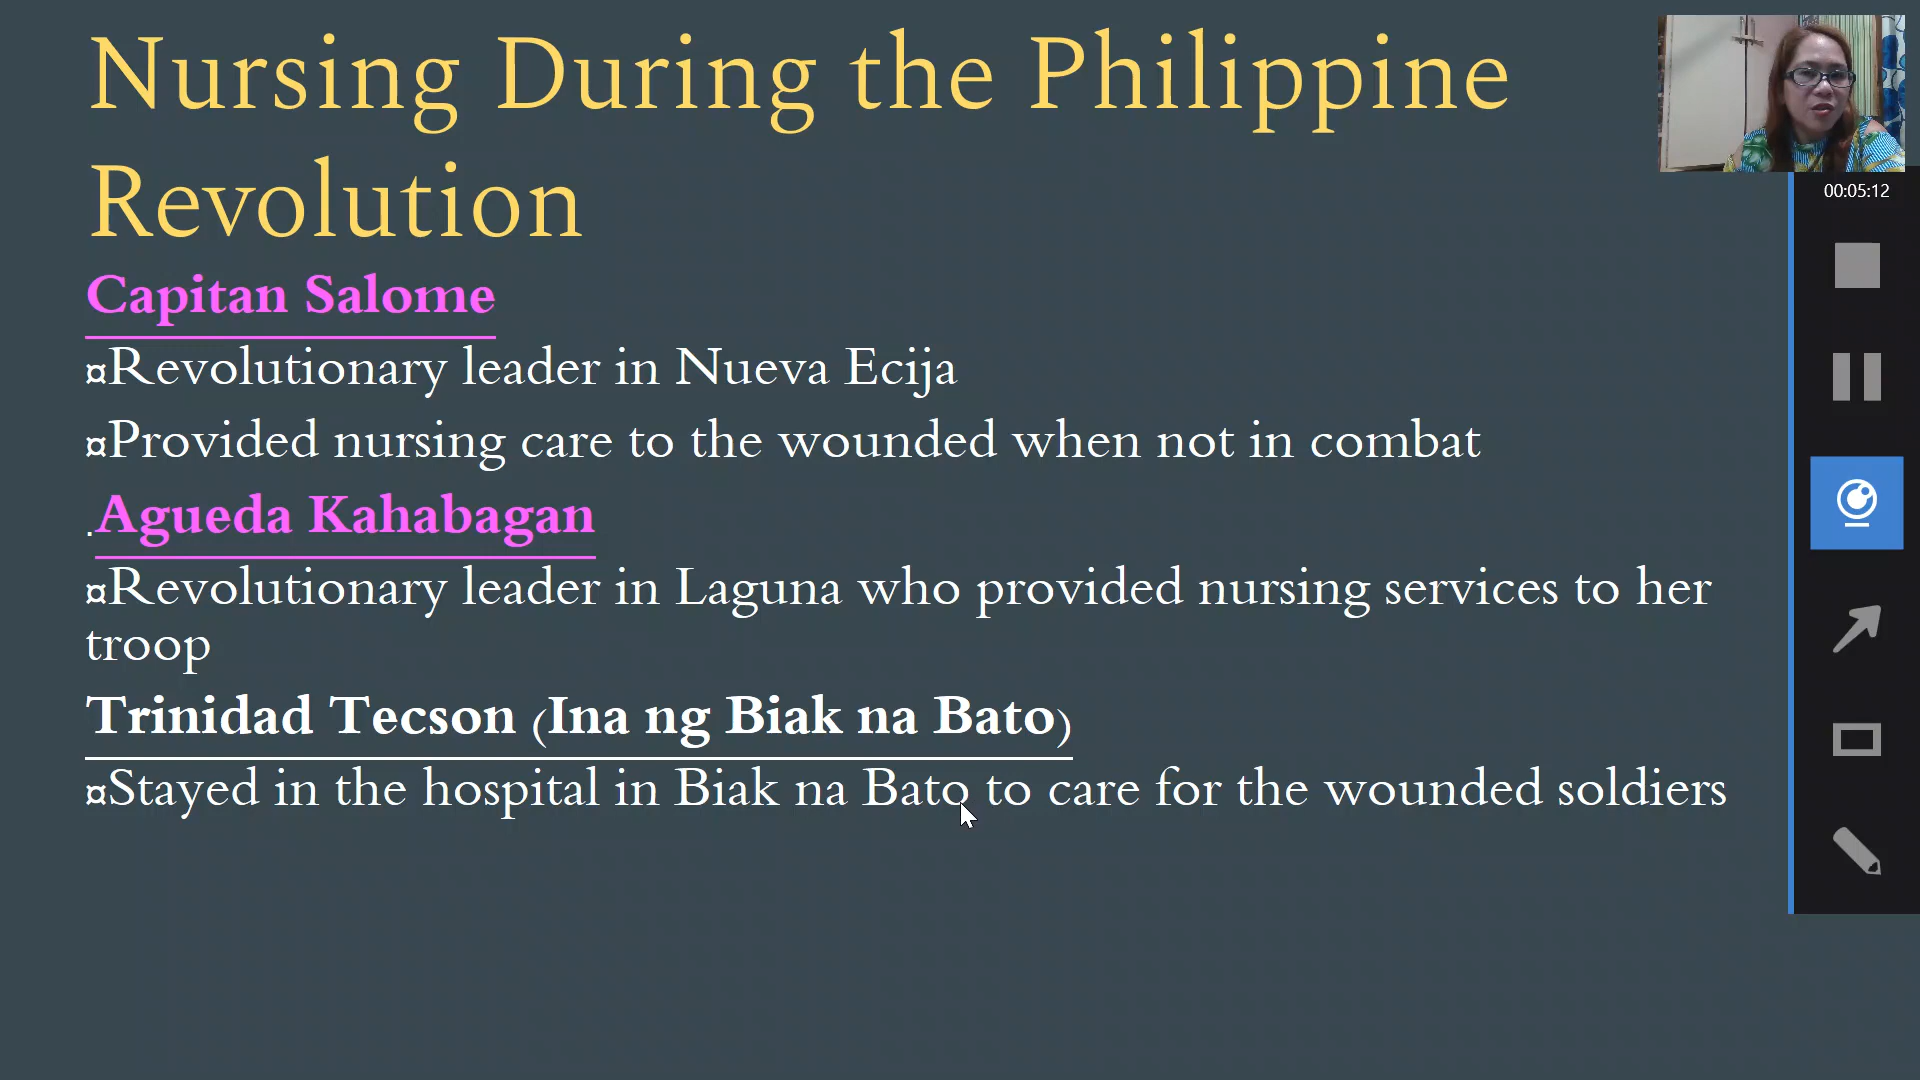 Nursing During the Philippine
Revolution
00:05:12
Capitan Salome
¤Revolutionary leader in Nueva Ecija
¤Provided nursing care to the wounded when not in combat
.Agueda Kahabagan
¤Revolutionary leader in Laguna who provided nursing services to her
troop
Trinidad Tecson (Ina ng Biak na Bato)
¤Stayed in the hospital in Biak na Bato to care for the wounded soldiers